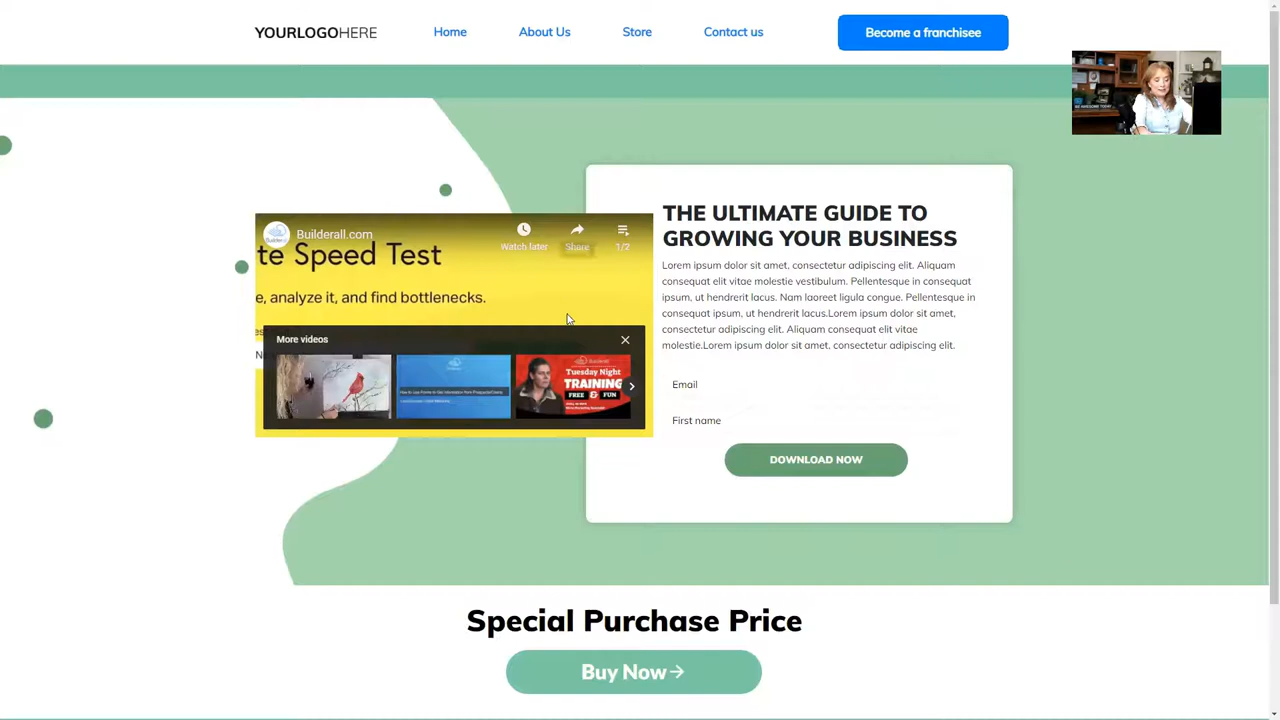 YOURLOGOHERE
Home
About Us
Store
Contact us
Become a franchisee
BE AWESOME TODAY
Builderall.com
Watch later
Share
1/2
te Speed Test
e, analyze it, and find bottlenecks.
More videos
Tuesday Night
TRAINING
FREE & FUN
THE ULTIMATE GUIDE TO
GROWING YOUR BUSINESS
Lorem ipsum dolor sit amet, consectetur adipiscing elit. Aliquam
consequat elit vitae molestie vestibulum. Pellentesque in consequat
ipsum, ut hendrerit lacus. Nam laoreet ligula congue. Pellentesque in
consequat ipsum, ut hendrerit lacus.Lorem ipsum dolor sit amet,
consectetur adipiscing elit. Aliquam consequat elit vitae
molestie.Lorem ipsum dolor sit amet, consectetur adipiscing elit.
Email
First name
DOWNLOAD NOW
Special Purchase Price
Buy Now→